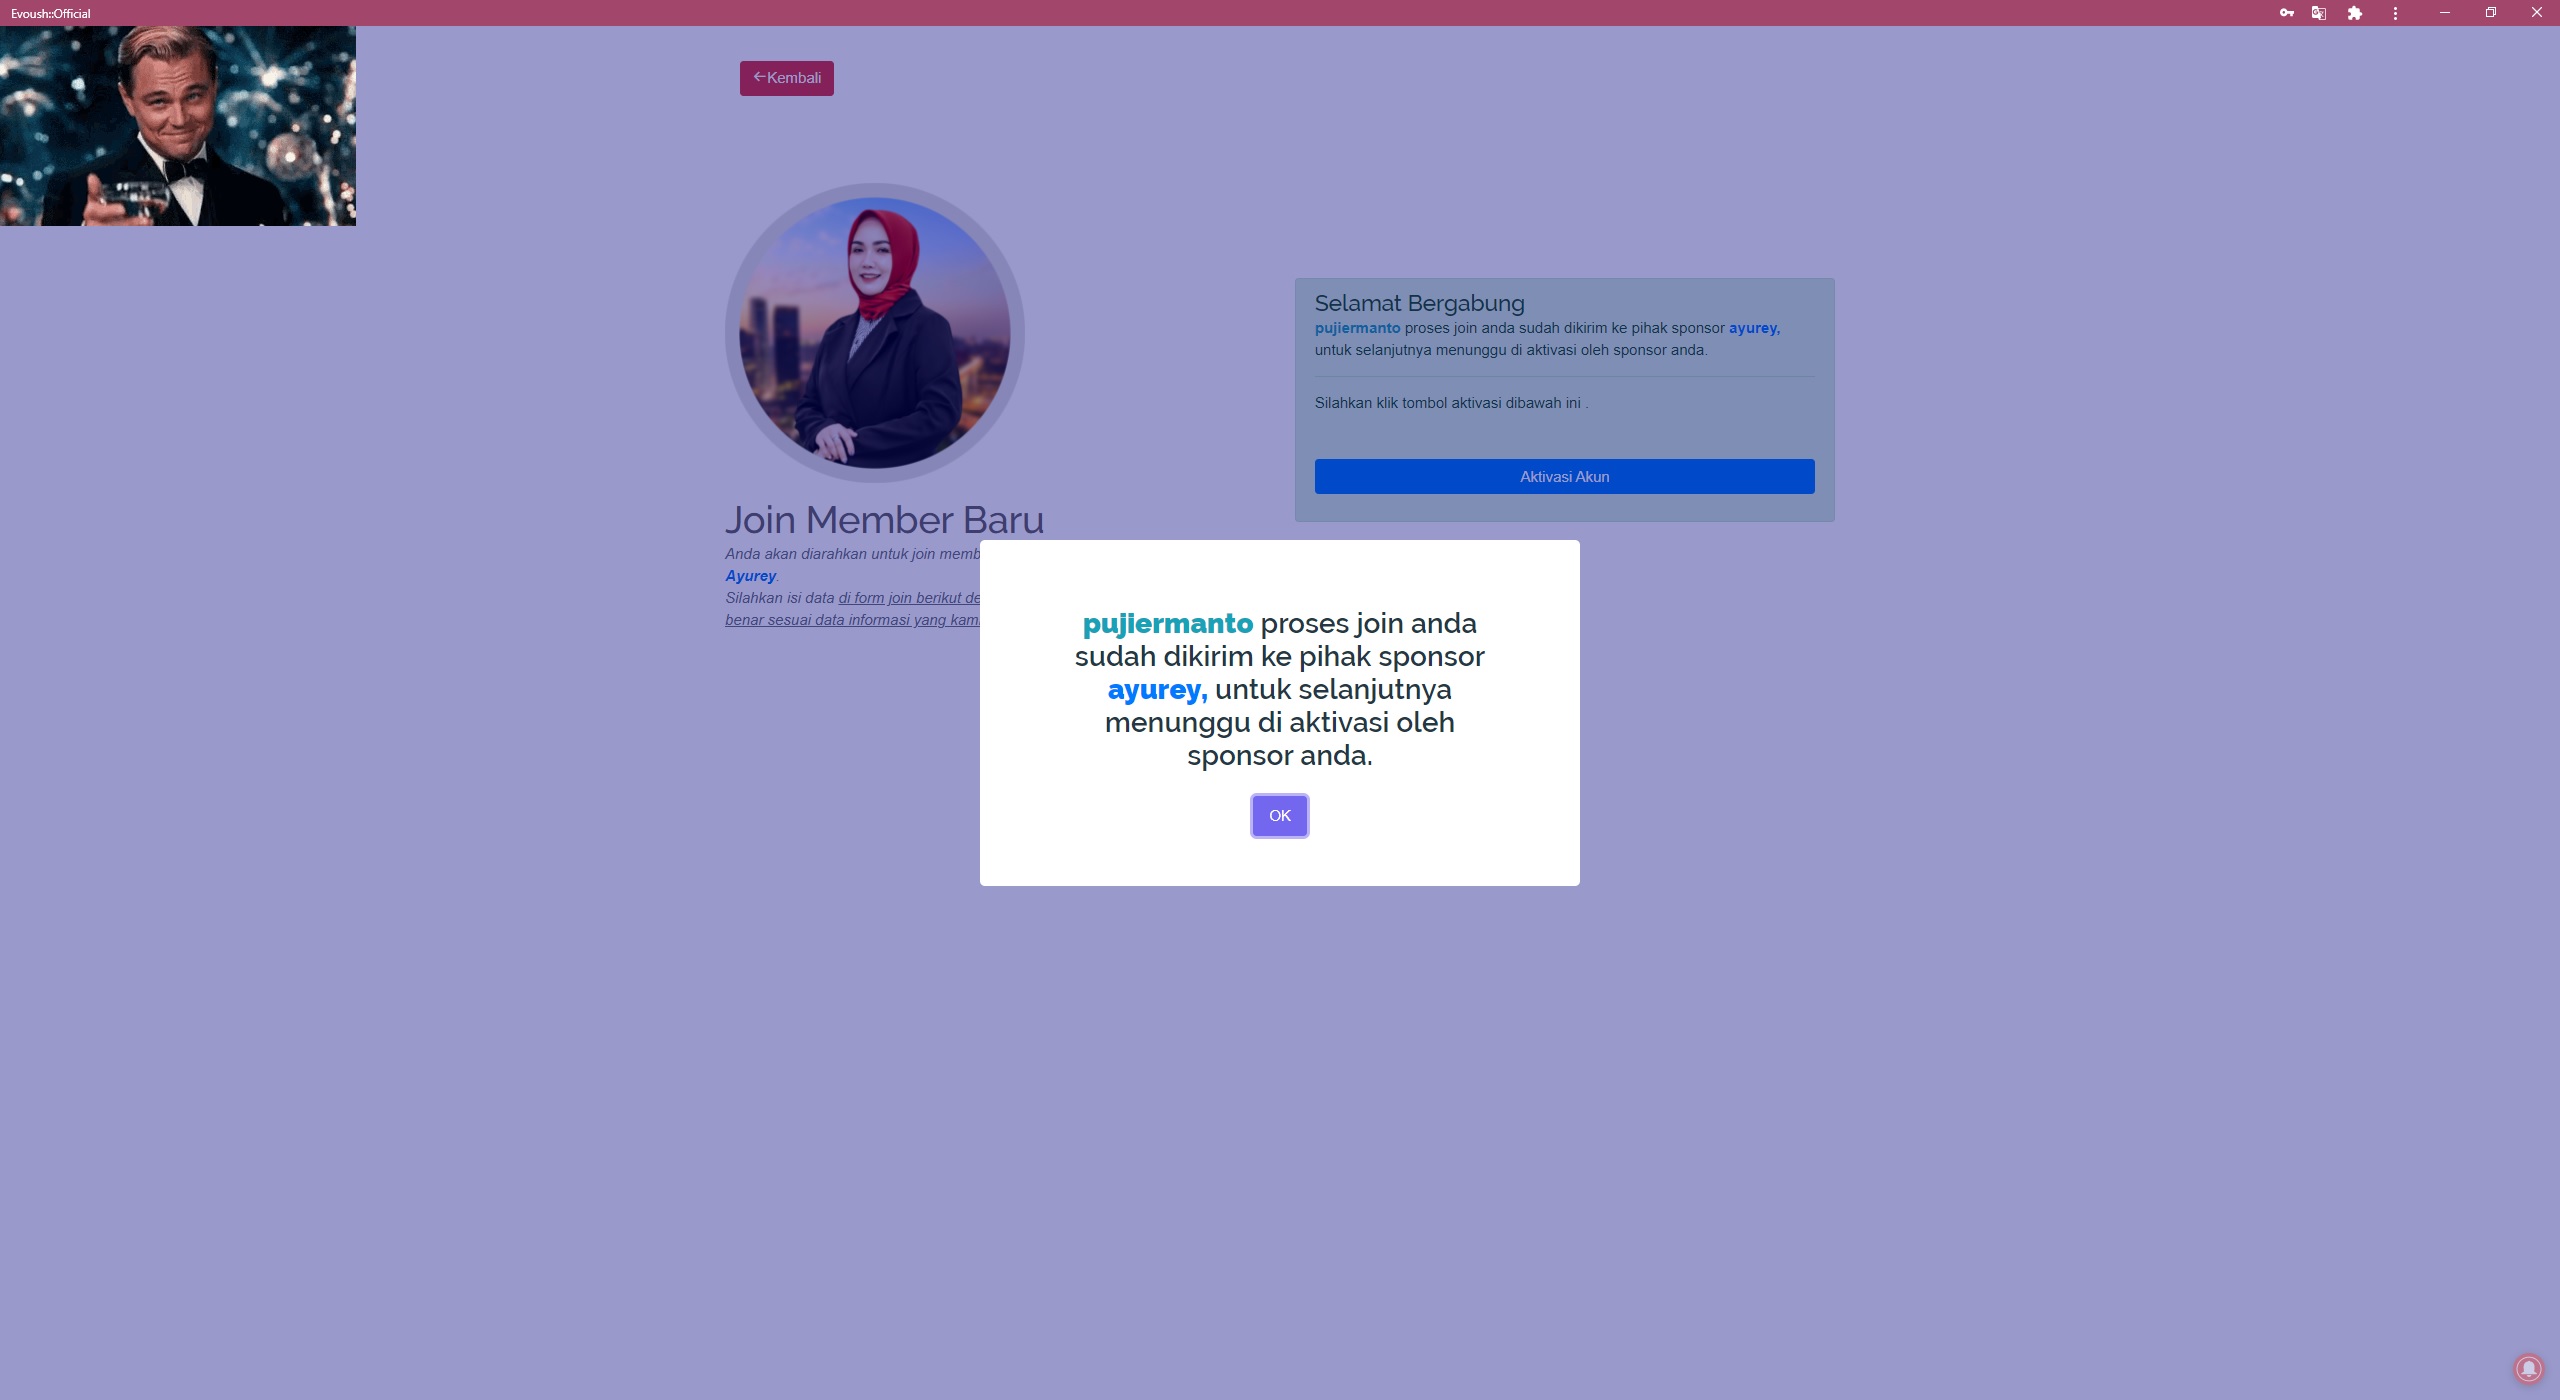 Evoush::Official
Kembali
Selamat Bergabung
pujiermanto proses join anda sudah dikirim ke pihak sponsor ayurey,
untuk selanjutnya menunggu di aktivasi oleh sponsor anda.
Silahkan klik tombol aktivasi dibawah ini .
Aktivasi Akun
Join Member Baru
Anda akan diarahkan untuk join memb
Ayurey.
Silahkan isi data di form join berikut de
benar sesuai data informasi yang kam
pujiermanto proses join anda
sudah dikirim ke pihak sponsor
ayurey, untuk selanjutnya
menunggu di aktivasi oleh
sponsor anda.
OK